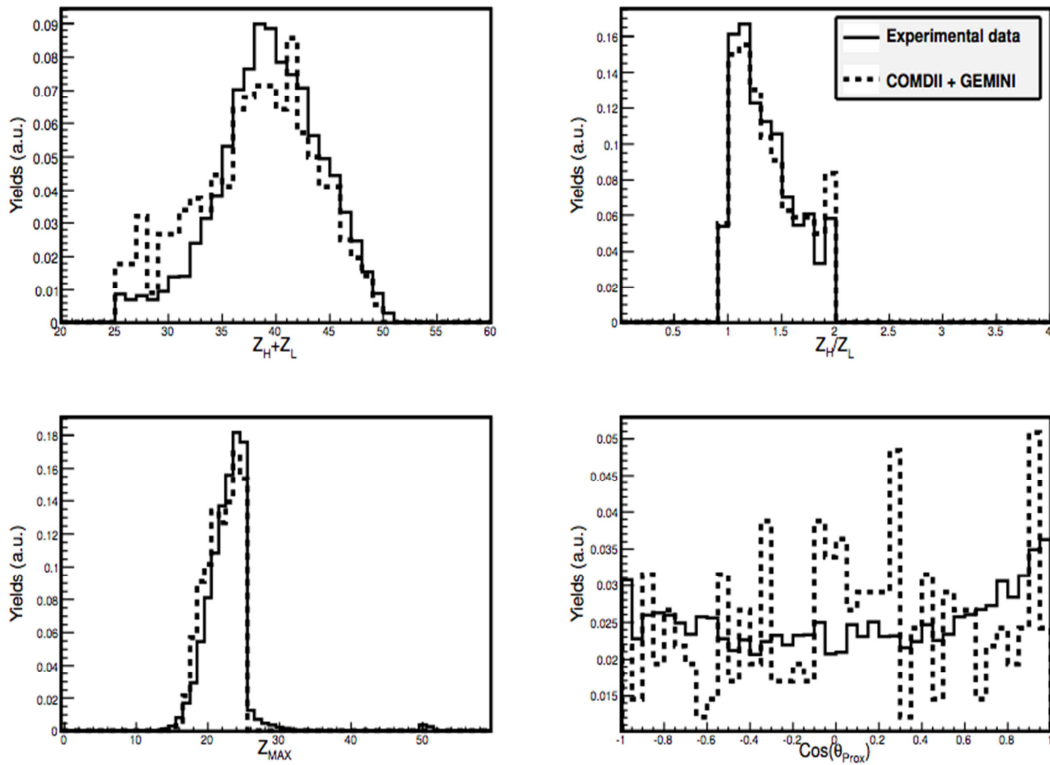 Yields (a.u.)
0.09
0.08
0.07
0.06
0.05
0.04
0.03
0.02
0.01
0
20 25 30 35 40 45 50 55 60
Z_H+Z_L
Yields (a.u.)
0.16
0.14
0.12
0.1
0.08
0.06
0.04
0.02
0
0.5 1 1.5 2 2.5 3 3.5 4
Z_H/Z_L
Experimental data
COMDII + GEMINI
Yields (a.u.)
0.18
0.16
0.14
0.12
0.1
0.08
0.06
0.04
0.02
0
0 10 20 30 40 50
Z_MAX
Yields (a.u.)
0.05
0.045
0.04
0.035
0.03
0.025
0.02
0.015
-1 -0.8 -0.6 -0.4 -0.2 0 0.2 0.4 0.6 0.8 1
Cos(θ_Prox)